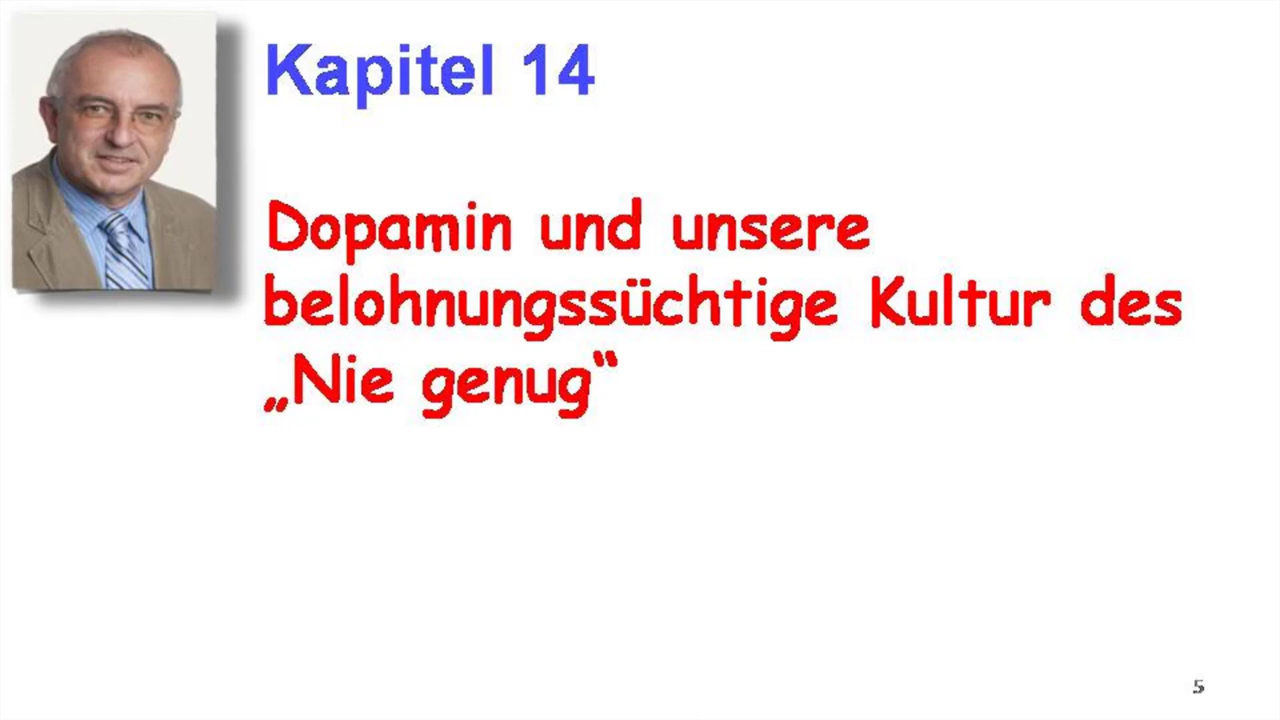 Kapitel 14
Dopamin und unsere
belohnungssüchtige Kultur des
„Nie genug“
5